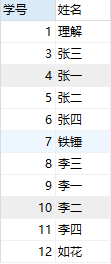 学号 姓名
1 理解
3 张三
4 张一
5 张二
6 张四
7 铁锤
8 李三
9 李一
10 李二
11 李四
12 如花